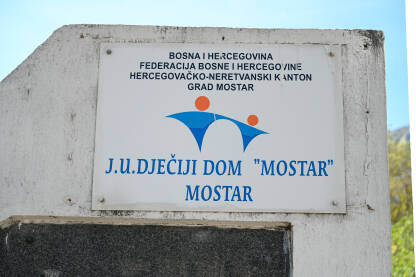 BOSNA I HERCEGOVINA
FEDERACIJA BOSNE I HERCEGOVINE
HERCEGOVAČKO-NERETVANSKI KANTON
GRAD MOSTAR
J.U.DJEČIJI DOM "MOSTAR"
MOSTAR